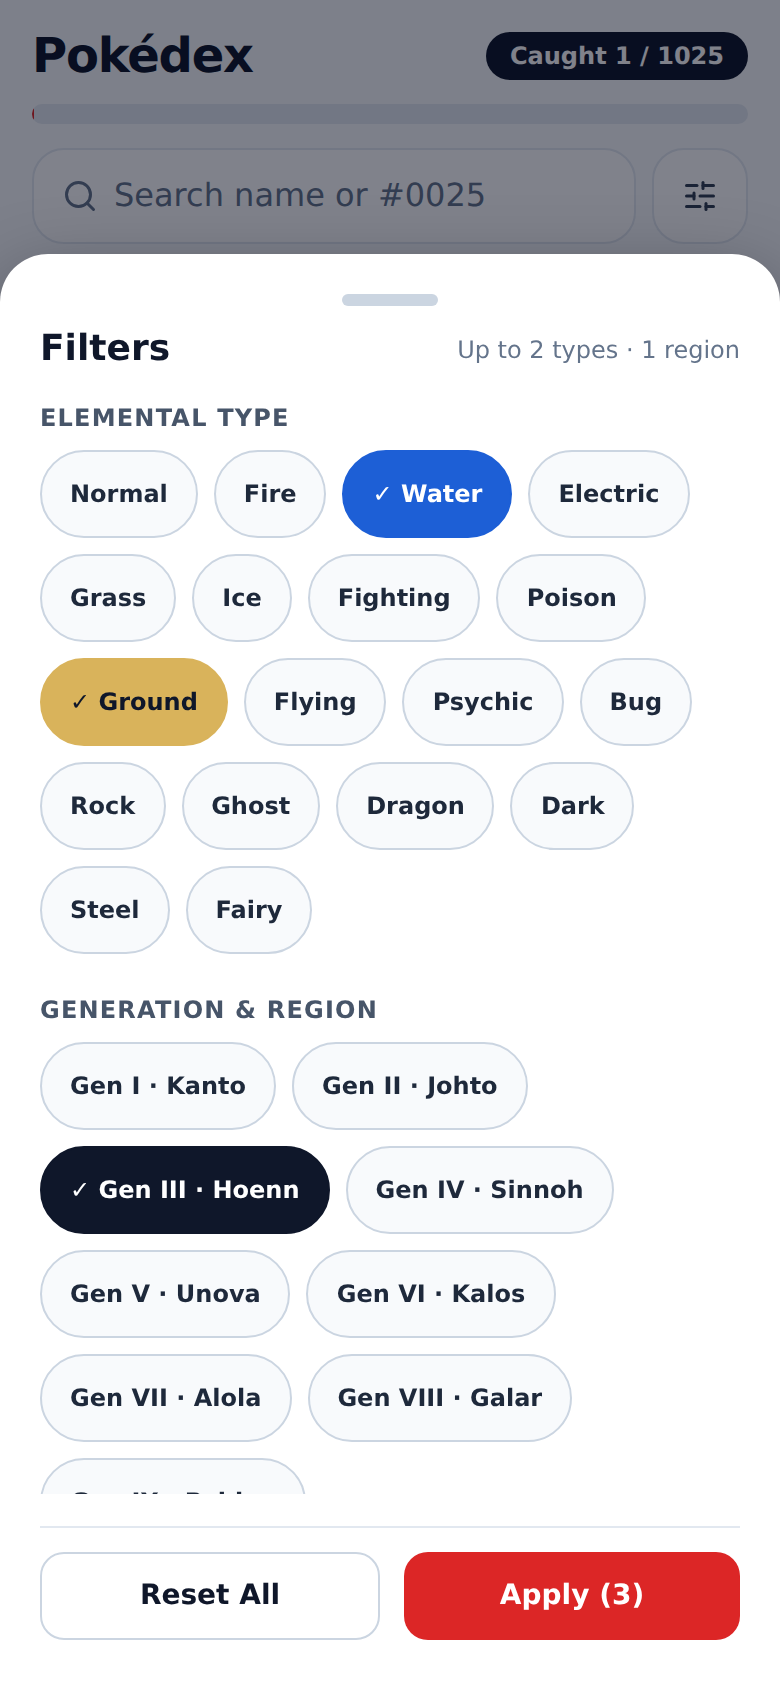 Pokédex
Caught 1 / 1025
Search name or #0025
Filters
Up to 2 types · 1 region
ELEMENTAL TYPE
Normal Fire ✓ Water Electric
Grass Ice Fighting Poison
✓ Ground Flying Psychic Bug
Rock Ghost Dragon Dark
Steel Fairy
GENERATION & REGION
Gen I · Kanto Gen II · Johto
✓ Gen III · Hoenn Gen IV · Sinnoh
Gen V · Unova Gen VI · Kalos
Gen VII · Alola Gen VIII · Galar
Reset All Apply (3)